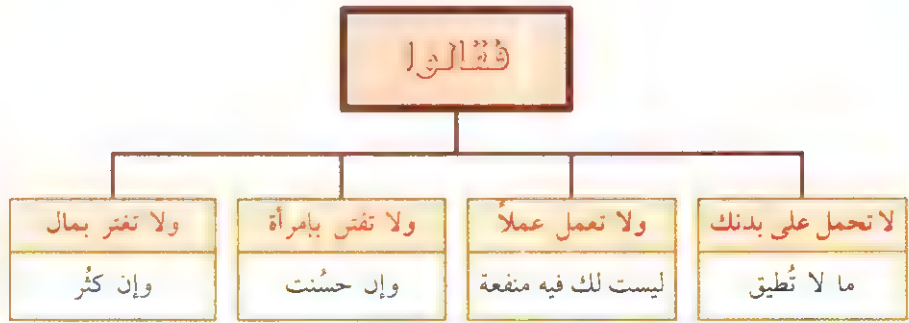 فقالوا
لا تحمل على بدنك
ما لا تُطيق
ولا تعمل عملاً
ليست لك فيه منفعة
ولا تفتن بإمرأة
وإن حسُنت
ولا تغتر بمال
وإن كثُر